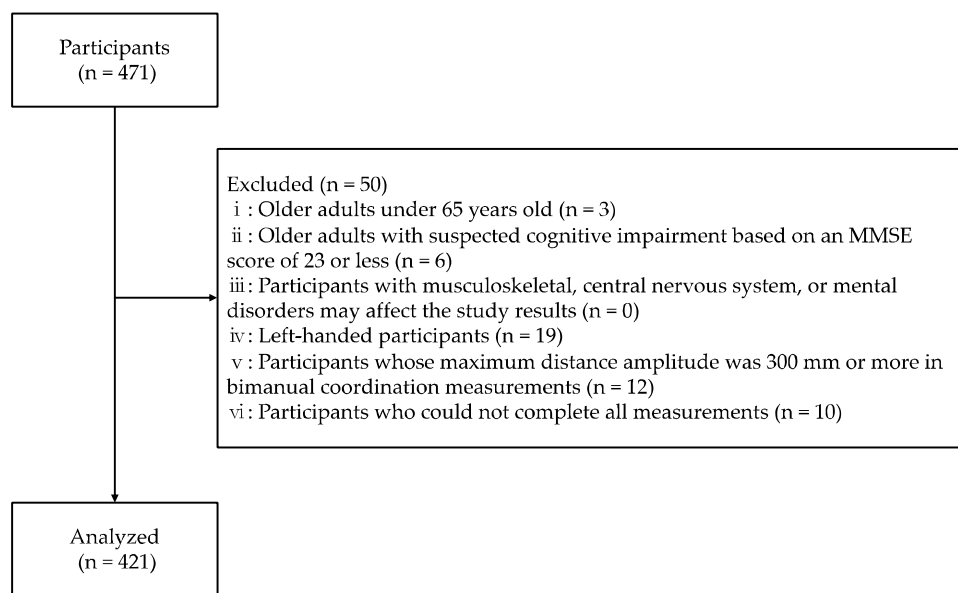 Participants
(n = 471)
Excluded (n = 50)
ⅰ: Older adults under 65 years old (n = 3)
ⅱ: Older adults with suspected cognitive impairment based on an MMSE
score of 23 or less (n = 6)
ⅲ: Participants with musculoskeletal, central nervous system, or mental
disorders may affect the study results (n = 0)
ⅳ: Left-handed participants (n = 19)
ⅴ: Participants whose maximum distance amplitude was 300 mm or more in
bimanual coordination measurements (n = 12)
ⅵ: Participants who could not complete all measurements (n = 10)
Analyzed
(n = 421)